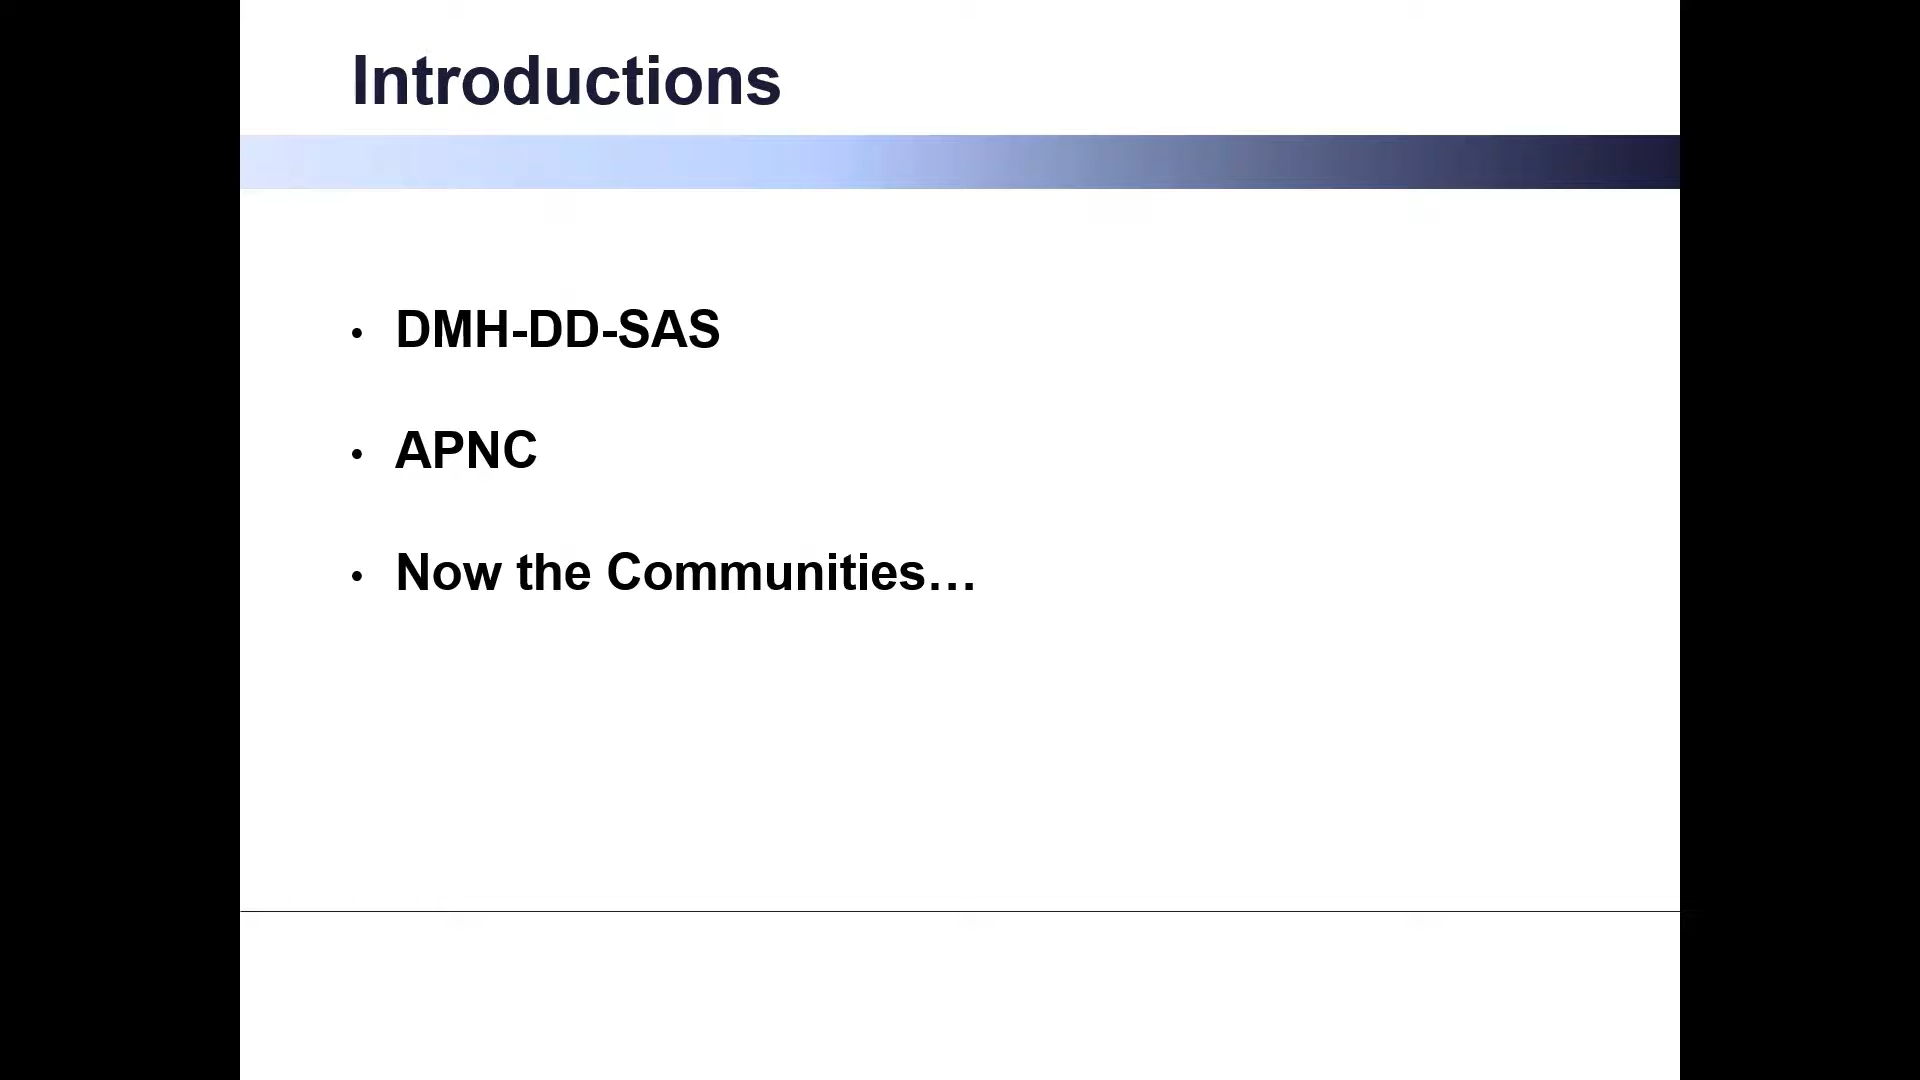 Introductions
• DMH-DD-SAS
• APNC
• Now the Communities…